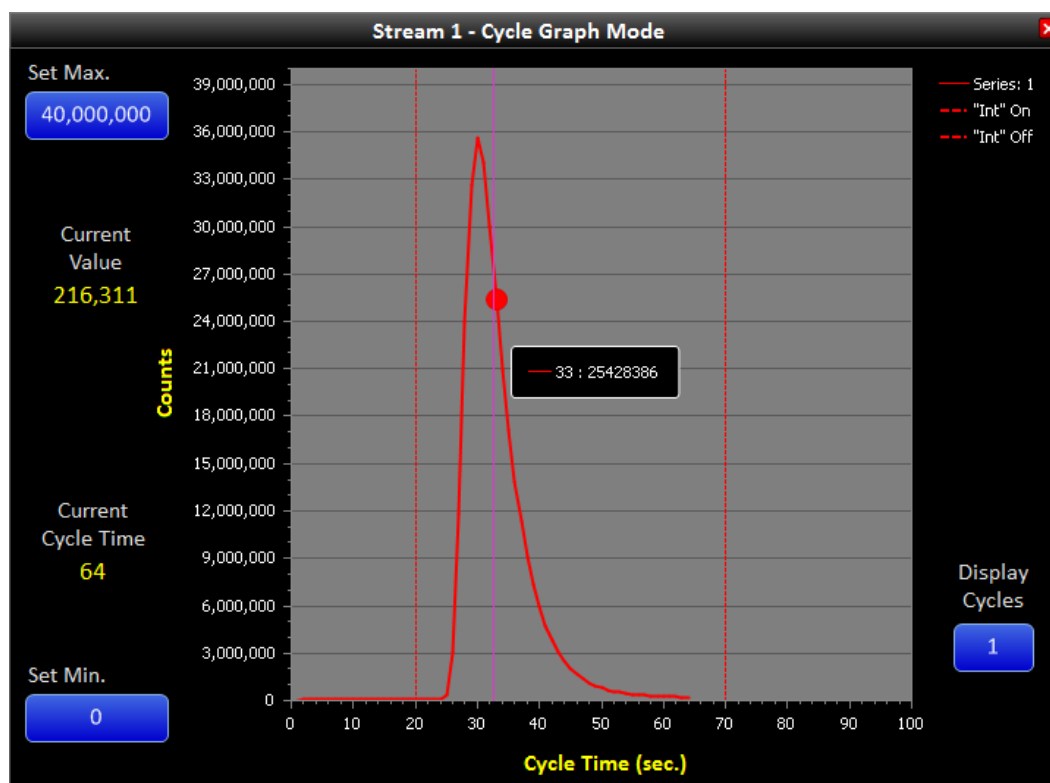 Stream 1 - Cycle Graph Mode
X
Set Max.
40,000,000
Current
Value
216,311
Current
Cycle Time
64
Set Min.
0
Counts
39,000,000
36,000,000
33,000,000
30,000,000
27,000,000
24,000,000
21,000,000
18,000,000
15,000,000
12,000,000
9,000,000
6,000,000
3,000,000
0
33 : 25428386
0 10 20 30 40 50 60 70 80 90 100
Cycle Time (sec.)
Series: 1
"Int" On
"Int" Off
Display
Cycles
1